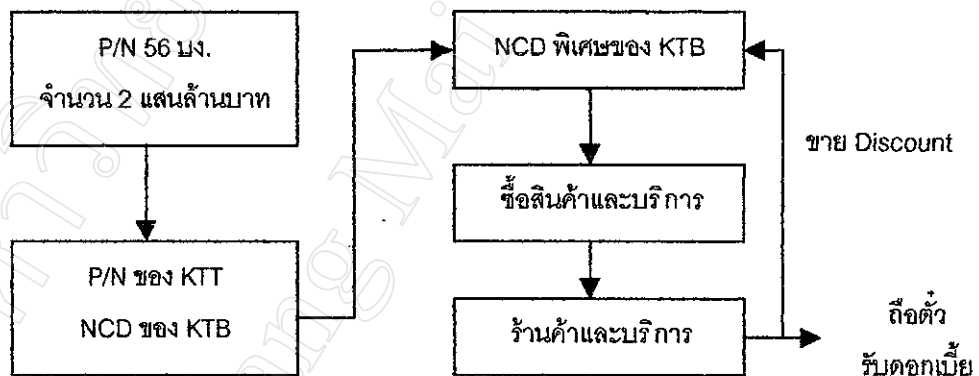 P/N 56 บง.
จำนวน 2 แสนล้านบาท
P/N ของ KTT
NCD ของ KTB
NCD พิเศษของ KTB
ซื้อสินค้าและบริการ
ร้านค้าและบริการ
ขาย Discount
ถือตั๋ว
รับดอกเบี้ย
ang Mai